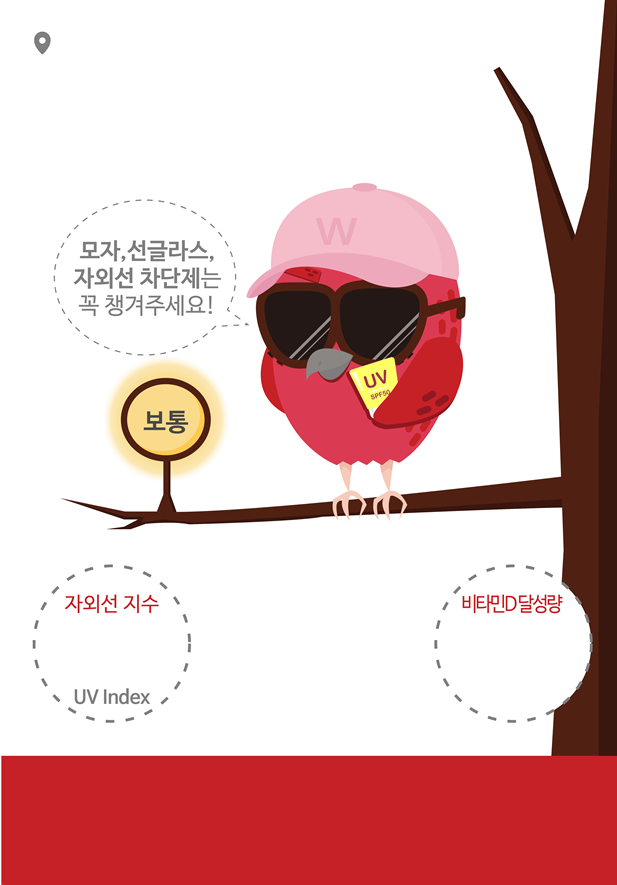 모자,선글라스,
자외선 차단제는
꼭 챙겨주세요!
W
UV
SPF50
보통
자외선 지수
UV Index
비타민D 달성량